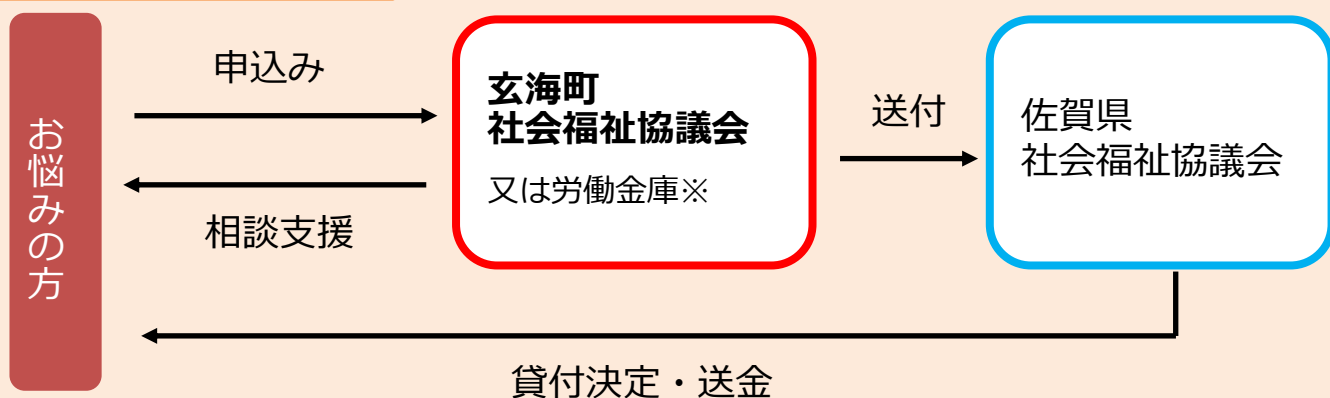 お悩みの方
申込み
相談支援
玄海町
社会福祉協議会
又は労働金庫※
送付
佐賀県
社会福祉協議会
貸付決定・送金